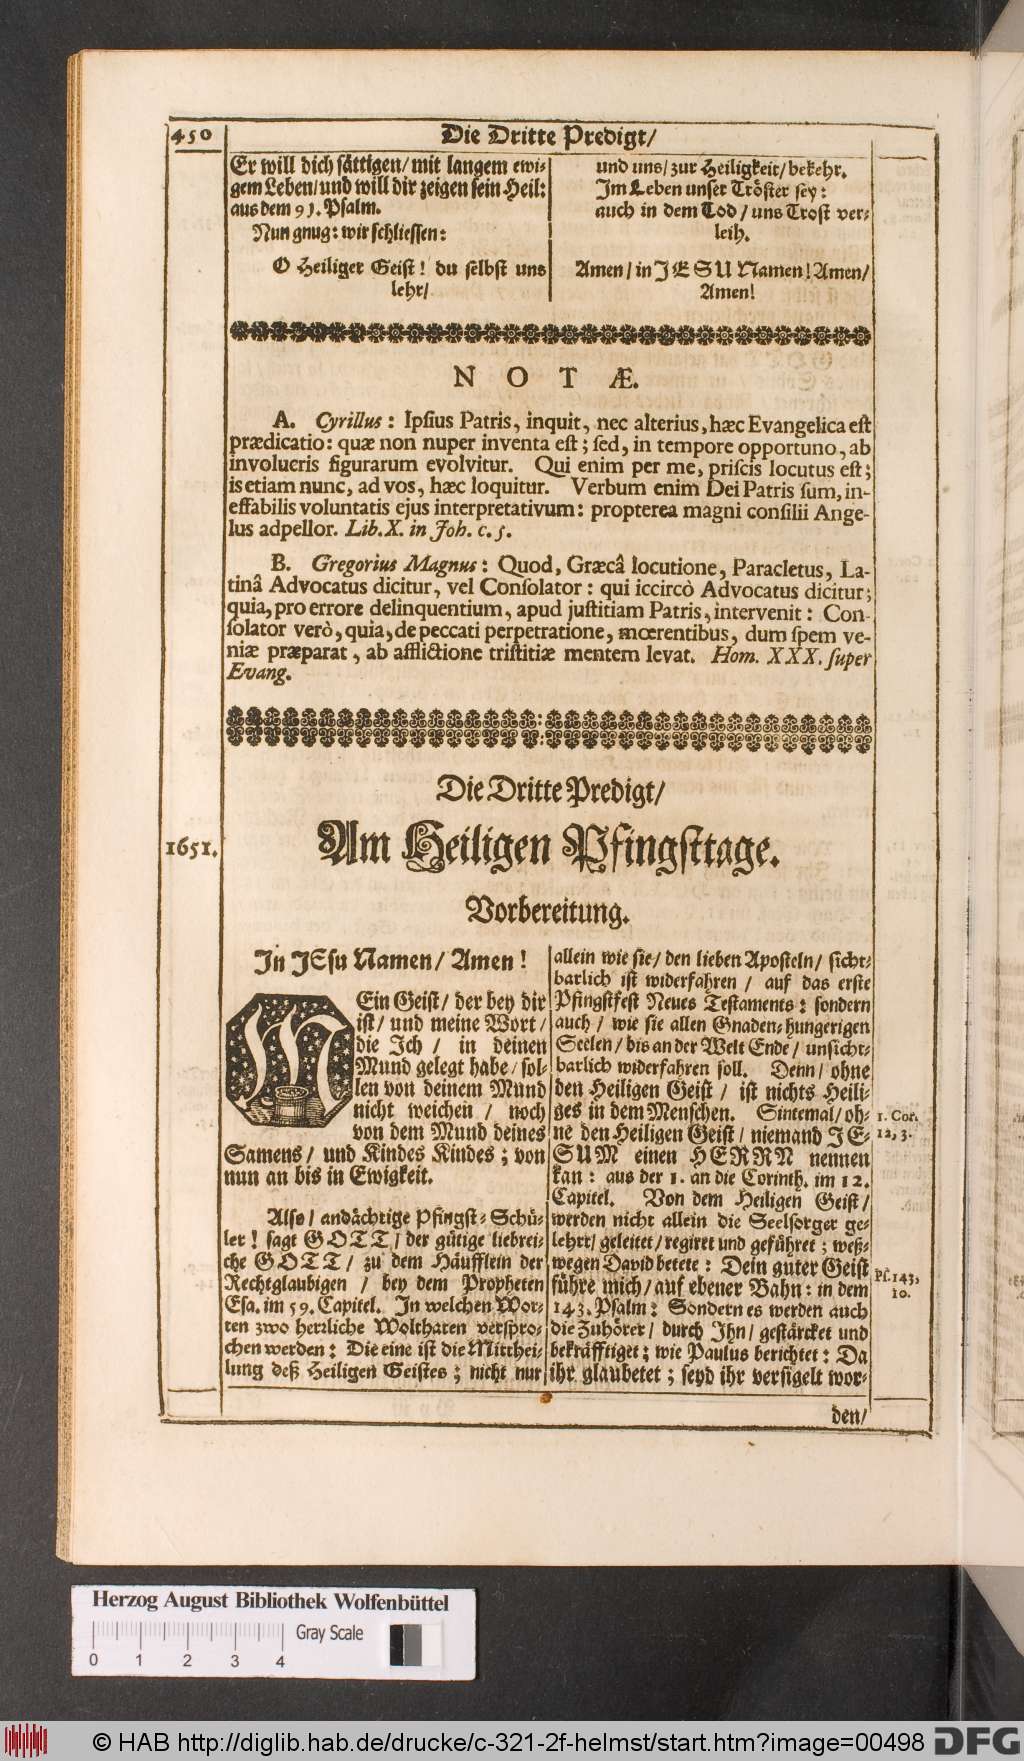 450
Die Dritte Predigt/
Er will dich sättigen/ mit langem ewi-
gem Leben/ und will dir zeigen sein Heil:
aus dem 91. Psalm.
Nun gnug: wir schliessen:
O Heiliger Geist! du selbst uns
lehr/
und uns/ zur Heiligkeit/ bekehr.
Im Leben unser Tröster sey:
auch in dem Tod/ uns Trost ver-
leih.
Amen/ in JESU Namen! Amen/
Amen!
NOTÆ.
A. Cyrillus: Ipſius Patris, inquit, nec alterius, hæc Evangelica eſt
prædicatio: quæ non nuper inventa eſt; ſed, in tempore opportuno, ab
involucris figurarum evolvitur. Qui enim per me, priſcis locutus eſt;
is etiam nunc, ad vos, hæc loquitur. Verbum enim Dei Patris ſum, in-
effabilis voluntatis ejus interpretativum: propterea magni conſilii Ange-
lus adpellor. Lib. X. in Joh. c. 5.
B. Gregorius Magnus: Quod, Græcâ locutione, Paracletus, La-
tinâ Advocatus dicitur, vel Conſolator: qui iccircò Advocatus dicitur;
quia, pro errore delinquentium, apud juſtitiam Patris, intervenit: Con-
ſolator verò, quia, de peccati perpetratione, mœrentibus, dum ſpem ve-
niæ præparat, ab afflictione triſtitiæ mentem levat. Hom. XXX. ſuper
Evang.
Die Dritte Predigt/
1651.
Am Heiligen Pfingsttage.
Vorbereitung.
In JEsu Namen/ Amen!
MEin Geist/ der bey dir
ist/ und meine Wort/
die Ich/ in deinen
Mund gelegt habe/ sol-
len von deinem Mund
nicht weichen/ noch
von dem Mund deines
Samens/ und Kindes Kindes; von
nun an bis in Ewigkeit.
Also/ andächtige Pfingst-Schü-
ler! sagt GOTT/ der gütige liebrei-
che GOTT/ zu dem Häufflein der
Rechtglaubigen/ bey dem Propheten
Esa. im 59. Capitel. In welchen Wor-
ten zwo herzliche Wolthaten verspro-
chen werden: Die eine ist die Mitthei-
lung deß Heiligen Geistes; nicht nur
allein wie sie/ den lieben Aposteln/ sicht-
barlich ist widerfahren/ auf das erste
Pfingstfest Neues Testaments: sondern
auch/ wie sie allen Gnaden-hungerigen
Seelen/ bis an der Welt Ende/ unsicht-
barlich widerfahren soll. Denn/ ohne
den Heiligen Geist/ ist nichts Heili-
ges in dem Menschen. Sintemal/ oh-
ne den Heiligen Geist/ niemand JE-
SUM einen HERRN nennen
kan: aus der 1. an die Corinth. im 12.
Capitel. Von dem Heiligen Geist/
werden nicht allein die Seelsorger ge-
lehrt/ geleitet/ regiret und geführet; weß-
wegen David betete: Dein guter Geist
führe mich/ auf ebener Bahn: in dem
143. Psalm: Sondern es werden auch
die Zuhörer/ durch Ihn/ gestärcket und
bekräfftiget; wie Paulus berichtet: Da
ihr glaubetet; seyd ihr versigelt wor-
den/
1. Cor.
12, 3.
Ps. 143,
10.
Herzog August Bibliothek Wolfenbüttel
Gray Scale
0 1 2 3 4
© HAB http://diglib.hab.de/drucke/c-321-2f-helmst/start.htm?image=00498
DFG